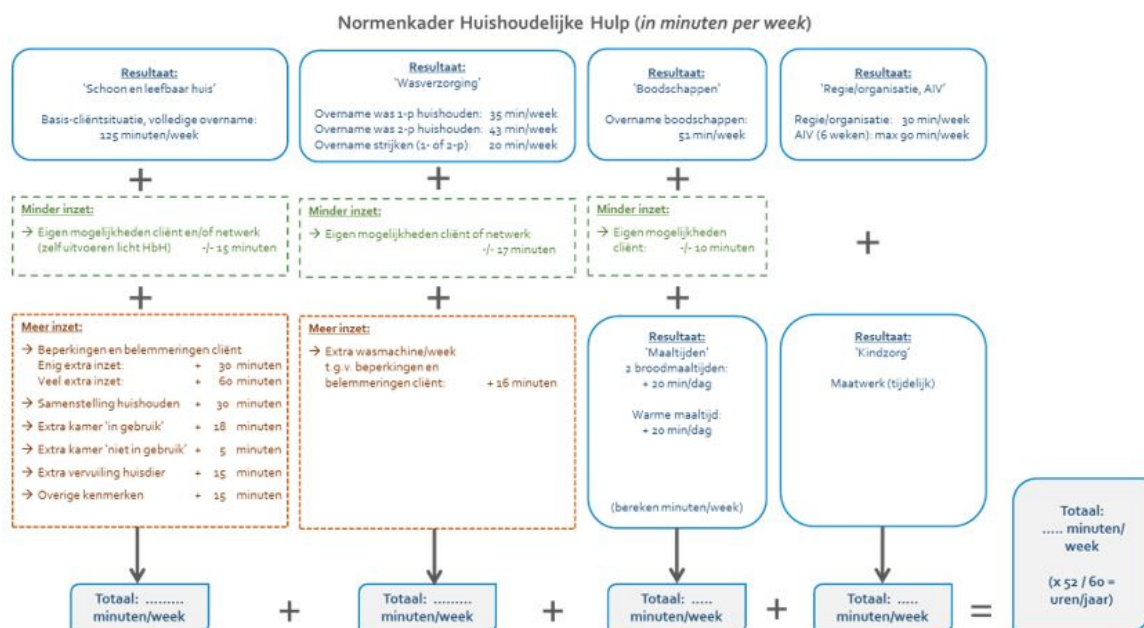 Normenkader Huishoudelijke Hulp (in minuten per week)
Resultaat:
'Schoon en leefbaar huis'
Basis-cliëntsituatie, volledige overname:
125 minuten/week
Resultaat:
'Wasverzorging'
Overname was 1-p huishouden: 35 min/week
Overname was 2-p huishouden: 43 min/week
Overname strijken (1- of 2-p): 20 min/week
Resultaat:
'Boodschappen'
Overname boodschappen:
51 min/week
Resultaat:
'Regie/organisatie, AIV'
Regie/organisatie: 30 min/week
AIV (6 weken): max 90 min/week
+
+
+
Minder inzet:
→ Eigen mogelijkheden cliënt en/of netwerk
(zelf uitvoeren licht HbH) -/- 15 minuten
Minder inzet:
→ Eigen mogelijkheden cliënt of netwerk
-/- 17 minuten
Minder inzet:
→ Eigen mogelijkheden
cliënt: -/- 10 minuten
+
+
+
+
Meer inzet:
→ Beperkingen en belemmeringen cliënt
Enig extra inzet: + 30 minuten
Veel extra inzet: + 60 minuten
→ Samenstelling huishouden + 30 minuten
→ Extra kamer 'in gebruik' + 18 minuten
→ Extra kamer 'niet in gebruik' + 5 minuten
→ Extra vervuiling huisdier + 15 minuten
→ Overige kenmerken + 15 minuten
Meer inzet:
→ Extra wasmachine/week
t.g.v. beperkingen en
belemmeringen cliënt: + 16 minuten
Resultaat:
'Maaltijden'
2 broodmaaltijden:
+ 20 min/dag
Warme maaltijd:
+ 20 min/dag
(bereken minuten/week)
Resultaat:
'Kindzorg'
Maatwerk (tijdelijk)
Totaal: .........
minuten/week
+
Totaal: .........
minuten/week
+
Totaal: .....
minuten/week
+
Totaal: .....
minuten/week
=
Totaal:
..... minuten/
week
(x 52 / 60 =
uren/jaar)